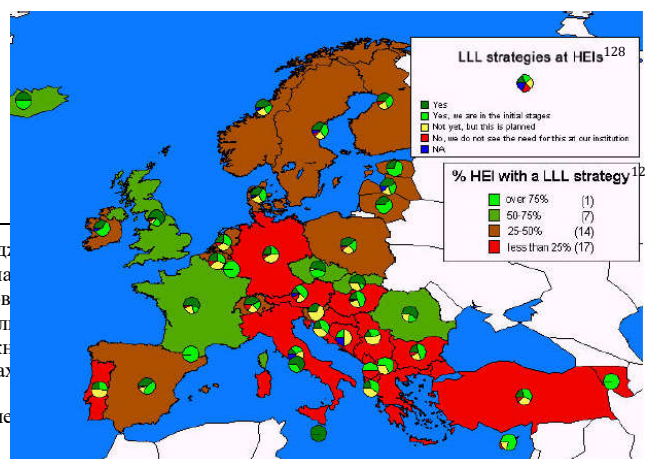 LLL strategies at HEIs128
Yes
Yes, we are in the initial stages
Not yet, but this is planned
No, we do not see the need for this at our institution
NA
% HEI with a LLL strategy12
over 75% (1)
50-75% (7)
25-50% (14)
less than 25% (17)